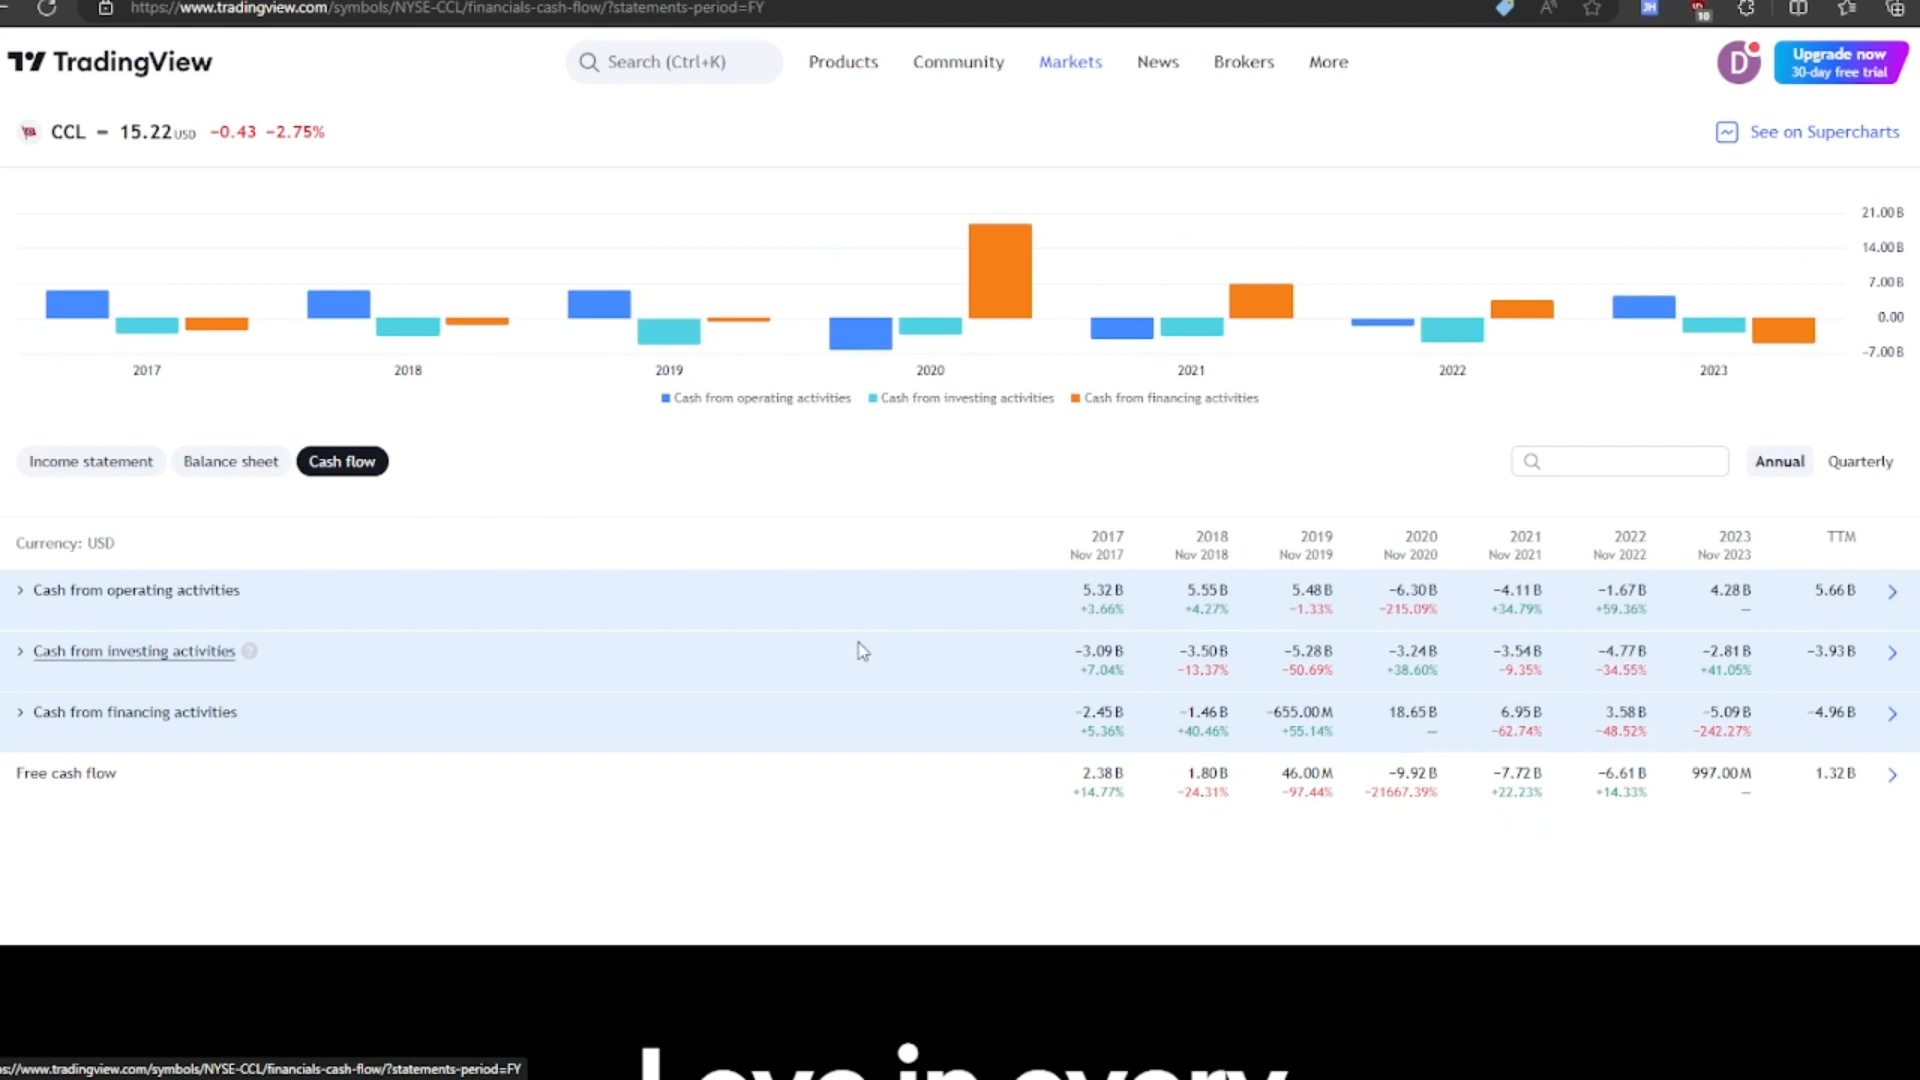 https://www.tradingview.com/symbols/NYSE-CCL/financials-cash-flow/?statements-period=FY
JH
10
TradingView
Search (Ctrl+K)
Products
Community
Markets
News
Brokers
More
D
Upgrade now
30-day free trial
CCL – 15.22 USD −0.43 −2.75%
See on Supercharts
21.00 B
14.00 B
7.00 B
0.00
−7.00 B
2017 2018 2019 2020 2021 2022 2023
Cash from operating activities Cash from investing activities Cash from financing activities
Income statement Balance sheet Cash flow
Annual Quarterly
Currency: USD
2017 2018 2019 2020 2021 2022 2023 TTM
Nov 2017 Nov 2018 Nov 2019 Nov 2020 Nov 2021 Nov 2022 Nov 2023
Cash from operating activities 5.32 B 5.55 B 5.48 B −6.30 B −4.11 B −1.67 B 4.28 B 5.66 B
+3.66% +4.27% −1.33% −215.09% +34.79% +59.36% —
Cash from investing activities ? −3.09 B −3.50 B −5.28 B −3.24 B −3.54 B −4.77 B −2.81 B −3.93 B
+7.04% −13.37% −50.69% +38.60% −9.35% −34.55% +41.05%
Cash from financing activities −2.45 B −1.46 B −655.00 M 18.65 B 6.95 B 3.58 B −5.09 B −4.96 B
+5.36% +40.46% +55.14% — −62.74% −48.52% −242.27%
Free cash flow 2.38 B 1.80 B 46.00 M −9.92 B −7.72 B −6.61 B 997.00 M 1.32 B
+14.77% −24.31% −97.44% −21667.39% +22.23% +14.33% —
s://www.tradingview.com/symbols/NYSE-CCL/financials-cash-flow/?statements-period=FY
in every